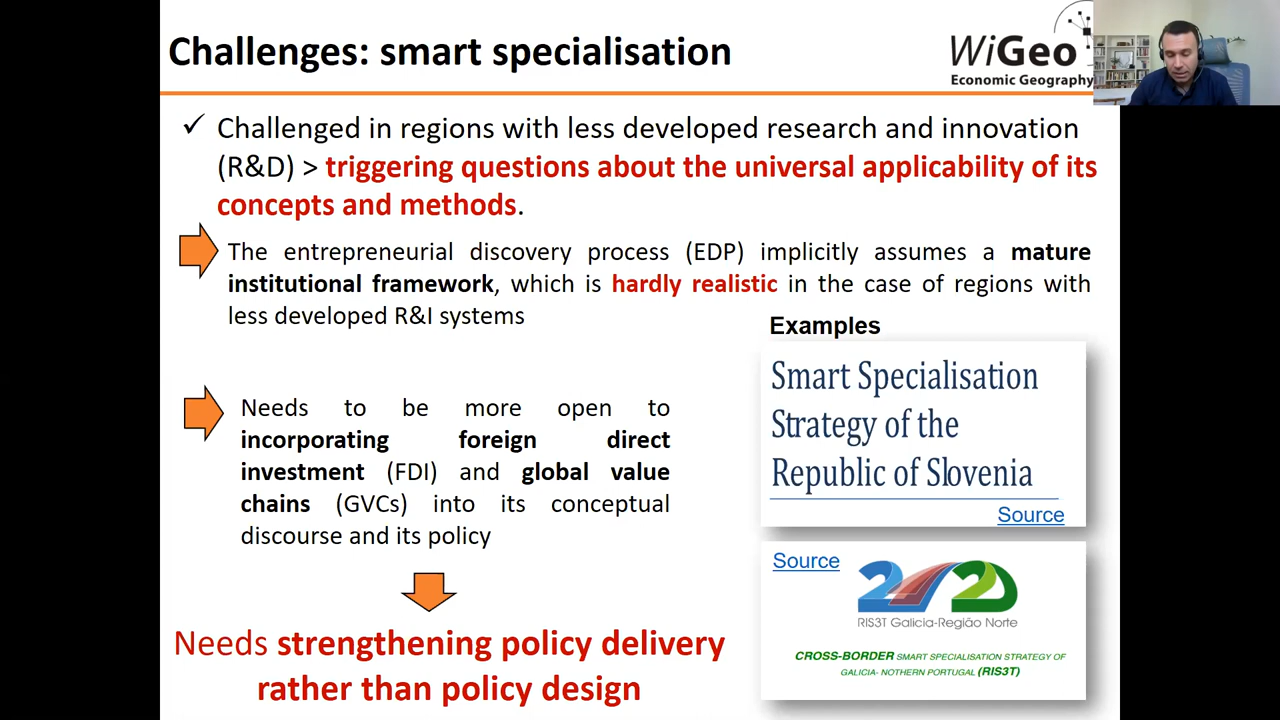 Challenges: smart specialisation
WiGeo
Economic Geography
✓ Challenged in regions with less developed research and innovation
(R&D) > triggering questions about the universal applicability of its
concepts and methods.
The entrepreneurial discovery process (EDP) implicitly assumes a mature
institutional framework, which is hardly realistic in the case of regions with
less developed R&I systems
Needs to be more open to
incorporating foreign direct
investment (FDI) and global value
chains (GVCs) into its conceptual
discourse and its policy
Needs strengthening policy delivery
rather than policy design
Examples
Smart Specialisation
Strategy of the
Republic of Slovenia
Source
Source
RIS3T Galicia-Região Norte
CROSS-BORDER SMART SPECIALISATION STRATEGY OF
GALICIA- NOTHERN PORTUGAL (RIS3T)